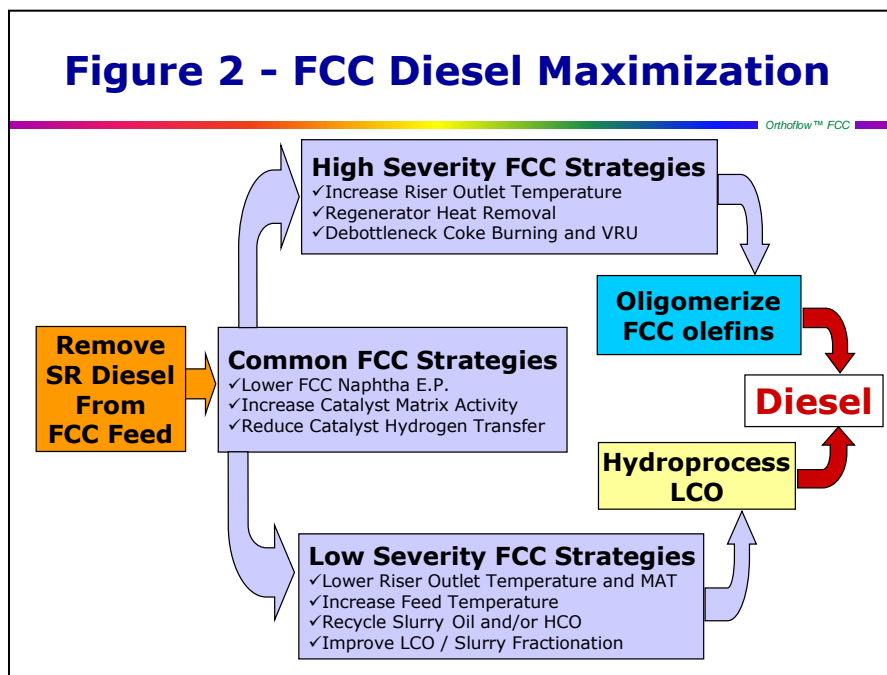 Figure 2 - FCC Diesel Maximization
Orthoflow™ FCC
High Severity FCC Strategies
✓Increase Riser Outlet Temperature
✓Regenerator Heat Removal
✓Debottleneck Coke Burning and VRU
Oligomerize
FCC olefins
Remove
SR Diesel
From
FCC Feed
Common FCC Strategies
✓Lower FCC Naphtha E.P.
✓Increase Catalyst Matrix Activity
✓Reduce Catalyst Hydrogen Transfer
Diesel
Hydroprocess
LCO
Low Severity FCC Strategies
✓Lower Riser Outlet Temperature and MAT
✓Increase Feed Temperature
✓Recycle Slurry Oil and/or HCO
✓Improve LCO / Slurry Fractionation